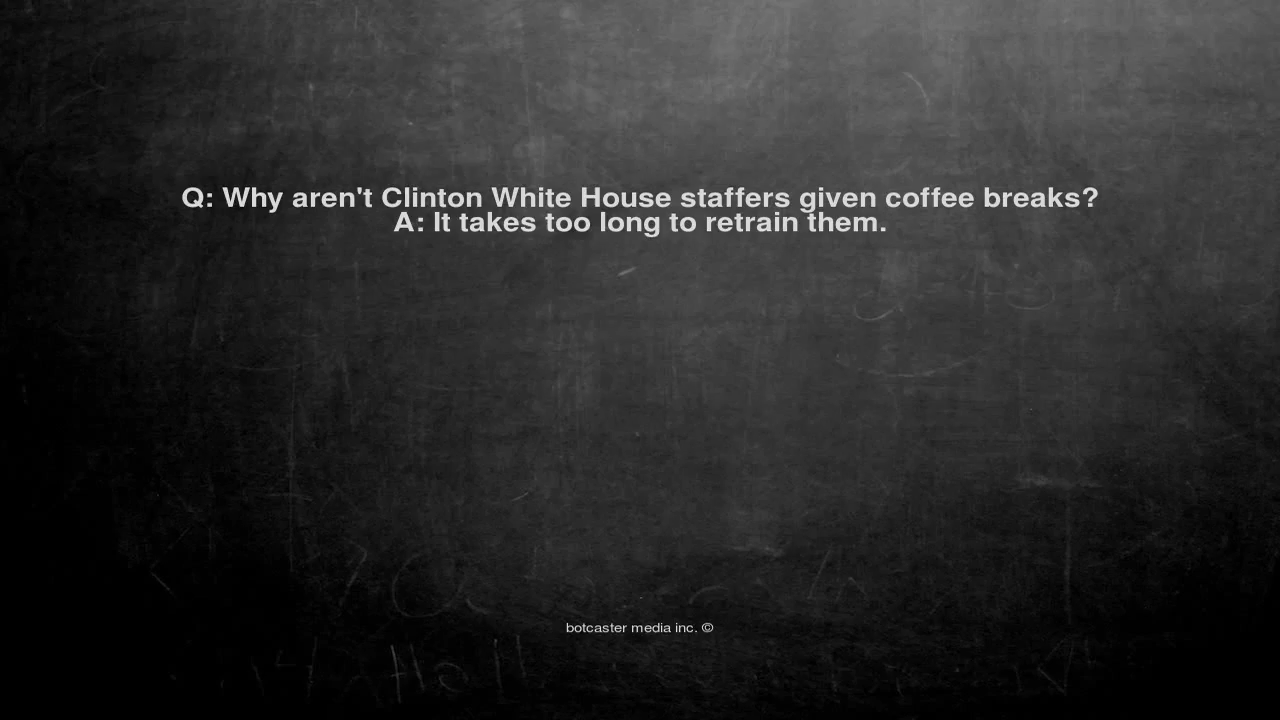 Q: Why aren't Clinton White House staffers given coffee breaks?
A: It takes too long to retrain them.
botcaster media inc. ©